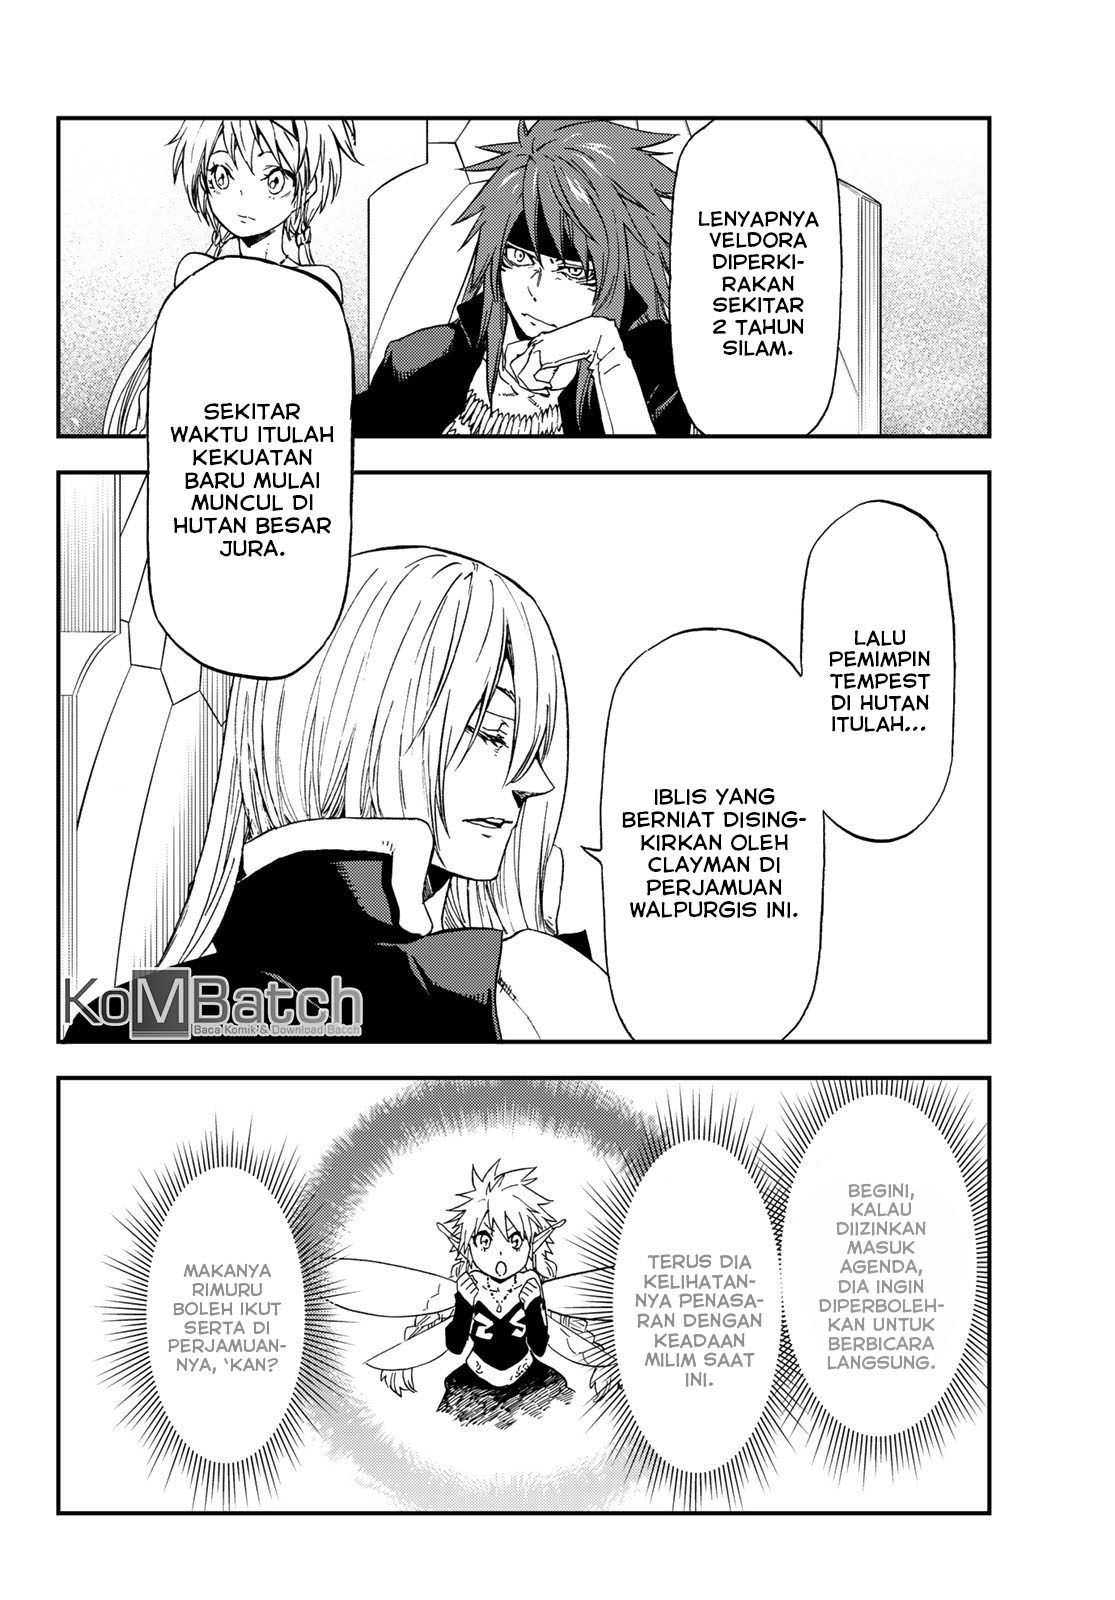 LENYAPNYA
VELDORA
DIPERKI-
RAKAN
SEKITAR
2 TAHUN
SILAM.
SEKITAR
WAKTU ITULAH
KEKUATAN
BARU MULAI
MUNCUL DI
HUTAN BESAR
JURA.
LALU
PEMIMPIN
TEMPEST
DI HUTAN
ITULAH...
IBLIS YANG
BERNIAT DISING-
KIRKAN OLEH
CLAYMAN DI
PERJAMUAN
WALPURGIS INI.
KoMBatch
Baca Komik & Download Batch
BEGINI,
KALAU
DIIZINKAN
MASUK
AGENDA,
DIA INGIN
DIPERBOLEH-
KAN UNTUK
BERBICARA
LANGSUNG.
TERUS DIA
KELIHATAN-
NYA PENASA-
RAN DENGAN
KEADAAN
MILIM SAAT
INI.
MAKANYA
RIMURU
BOLEH IKUT
SERTA DI
PERJAMUAN-
NYA, 'KAN?